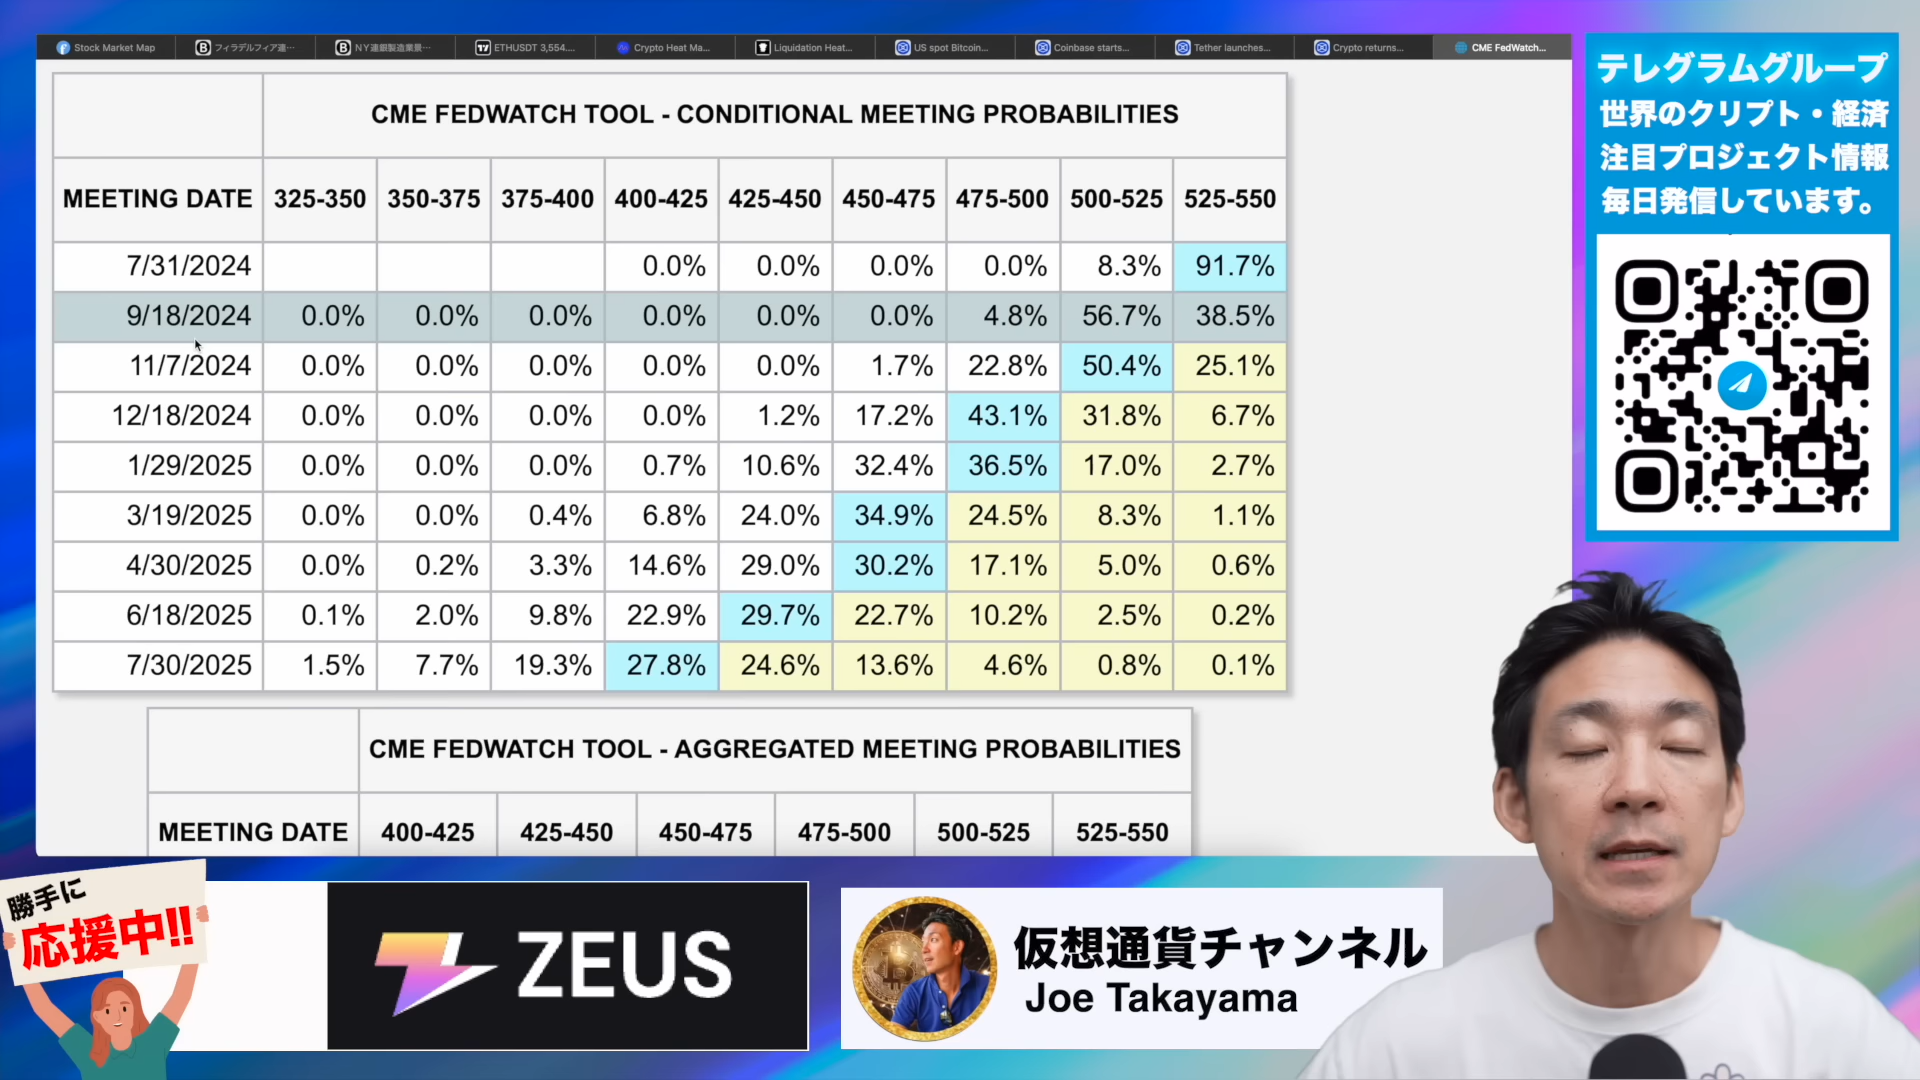 Stock Market Map
フィラデルフィア連…
NY連銀製造業景…
ETHUSDT 3,554....
Crypto Heat Ma...
Liquidation Heat...
US spot Bitcoin...
Coinbase starts...
Tether launches...
Crypto returns...
CME FedWatch...
CME FEDWATCH TOOL - CONDITIONAL MEETING PROBABILITIES
MEETING DATE 325-350 350-375 375-400 400-425 425-450 450-475 475-500 500-525 525-550
7/31/2024 0.0% 0.0% 0.0% 0.0% 8.3% 91.7%
9/18/2024 0.0% 0.0% 0.0% 0.0% 0.0% 0.0% 4.8% 56.7% 38.5%
11/7/2024 0.0% 0.0% 0.0% 0.0% 0.0% 1.7% 22.8% 50.4% 25.1%
12/18/2024 0.0% 0.0% 0.0% 0.0% 1.2% 17.2% 43.1% 31.8% 6.7%
1/29/2025 0.0% 0.0% 0.0% 0.7% 10.6% 32.4% 36.5% 17.0% 2.7%
3/19/2025 0.0% 0.0% 0.4% 6.8% 24.0% 34.9% 24.5% 8.3% 1.1%
4/30/2025 0.0% 0.2% 3.3% 14.6% 29.0% 30.2% 17.1% 5.0% 0.6%
6/18/2025 0.1% 2.0% 9.8% 22.9% 29.7% 22.7% 10.2% 2.5% 0.2%
7/30/2025 1.5% 7.7% 19.3% 27.8% 24.6% 13.6% 4.6% 0.8% 0.1%
CME FEDWATCH TOOL - AGGREGATED MEETING PROBABILITIES
MEETING DATE 400-425 425-450 450-475 475-500 500-525 525-550
テレグラムグループ
世界のクリプト・経済
注目プロジェクト情報
毎日発信しています。
勝手に
応援中!!
ZEUS
仮想通貨チャンネル
Joe Takayama